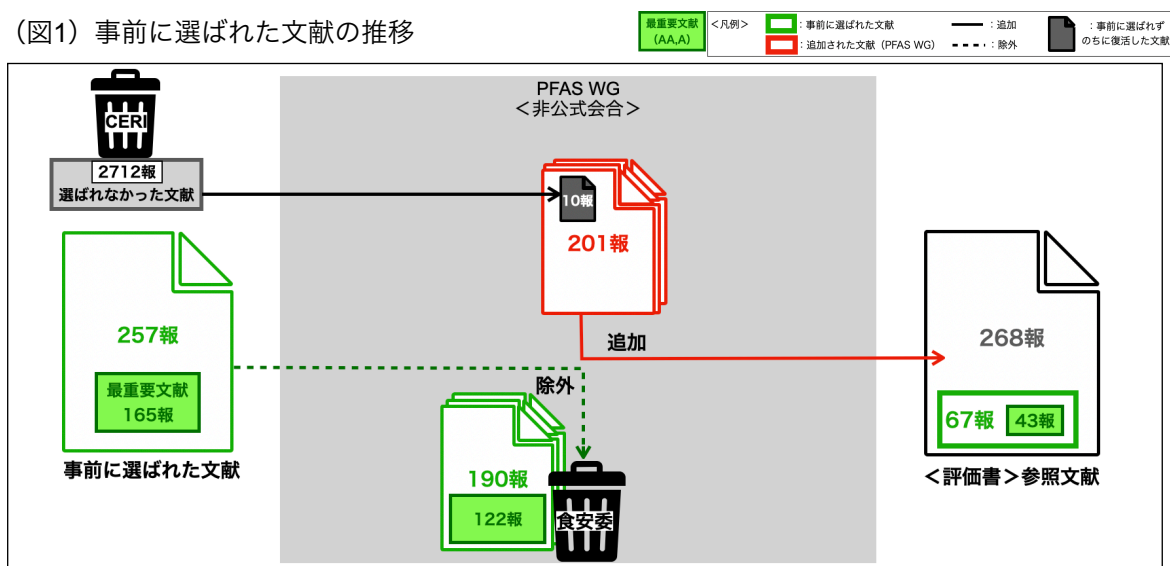 （図1）事前に選ばれた文献の推移
最重要文献
（AA,A）
＜凡例＞
：事前に選ばれた文献
：追加された文献（PFAS WG）
：追加
：除外
：事前に選ばれず
のちに復活した文献
PFAS WG
＜非公式会合＞
CERI
2712報
選ばれなかった文献
10報
201報
257報
最重要文献
165報
事前に選ばれた文献
追加
除外
190報
122報
食安委
268報
67報
43報
＜評価書＞参照文献